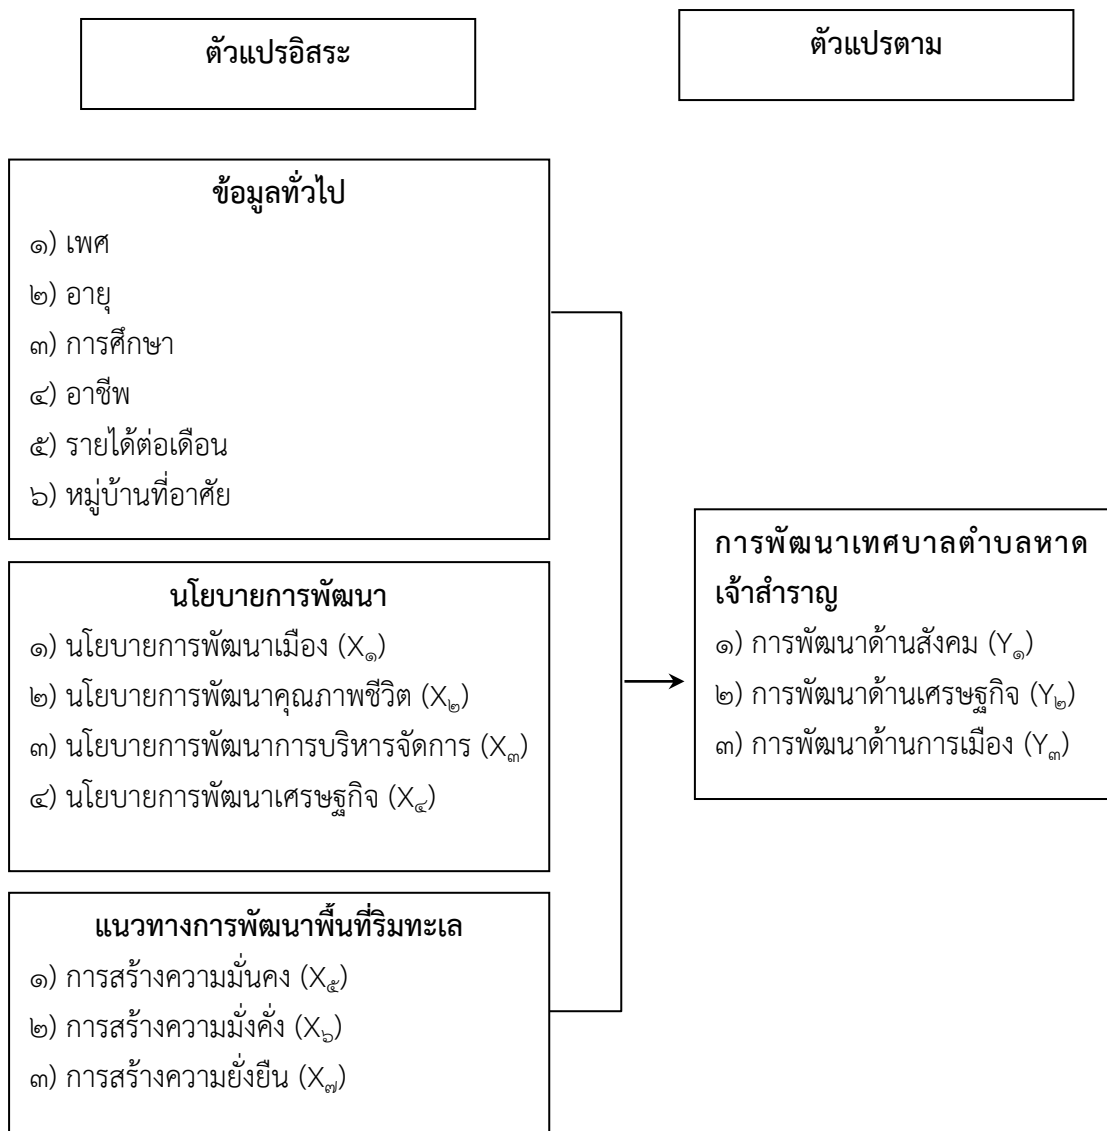 ตัวแปรอิสระ
ตัวแปรตาม
ข้อมูลทั่วไป
๑) เพศ
๒) อายุ
๓) การศึกษา
๔) อาชีพ
๕) รายได้ต่อเดือน
๖) หมู่บ้านที่อาศัย
นโยบายการพัฒนา
๑) นโยบายการพัฒนาเมือง (X๑)
๒) นโยบายการพัฒนาคุณภาพชีวิต (X๒)
๓) นโยบายการพัฒนาการบริหารจัดการ (X๓)
๔) นโยบายการพัฒนาเศรษฐกิจ (X๔)
แนวทางการพัฒนาพื้นที่ริมทะเล
๑) การสร้างความมั่นคง (X๕)
๒) การสร้างความมั่งคั่ง (X๖)
๓) การสร้างความยั่งยืน (X๗)
การพัฒนาเทศบาลตำบลหาด
เจ้าสำราญ
๑) การพัฒนาด้านสังคม (Y๑)
๒) การพัฒนาด้านเศรษฐกิจ (Y๒)
๓) การพัฒนาด้านการเมือง (Y๓)